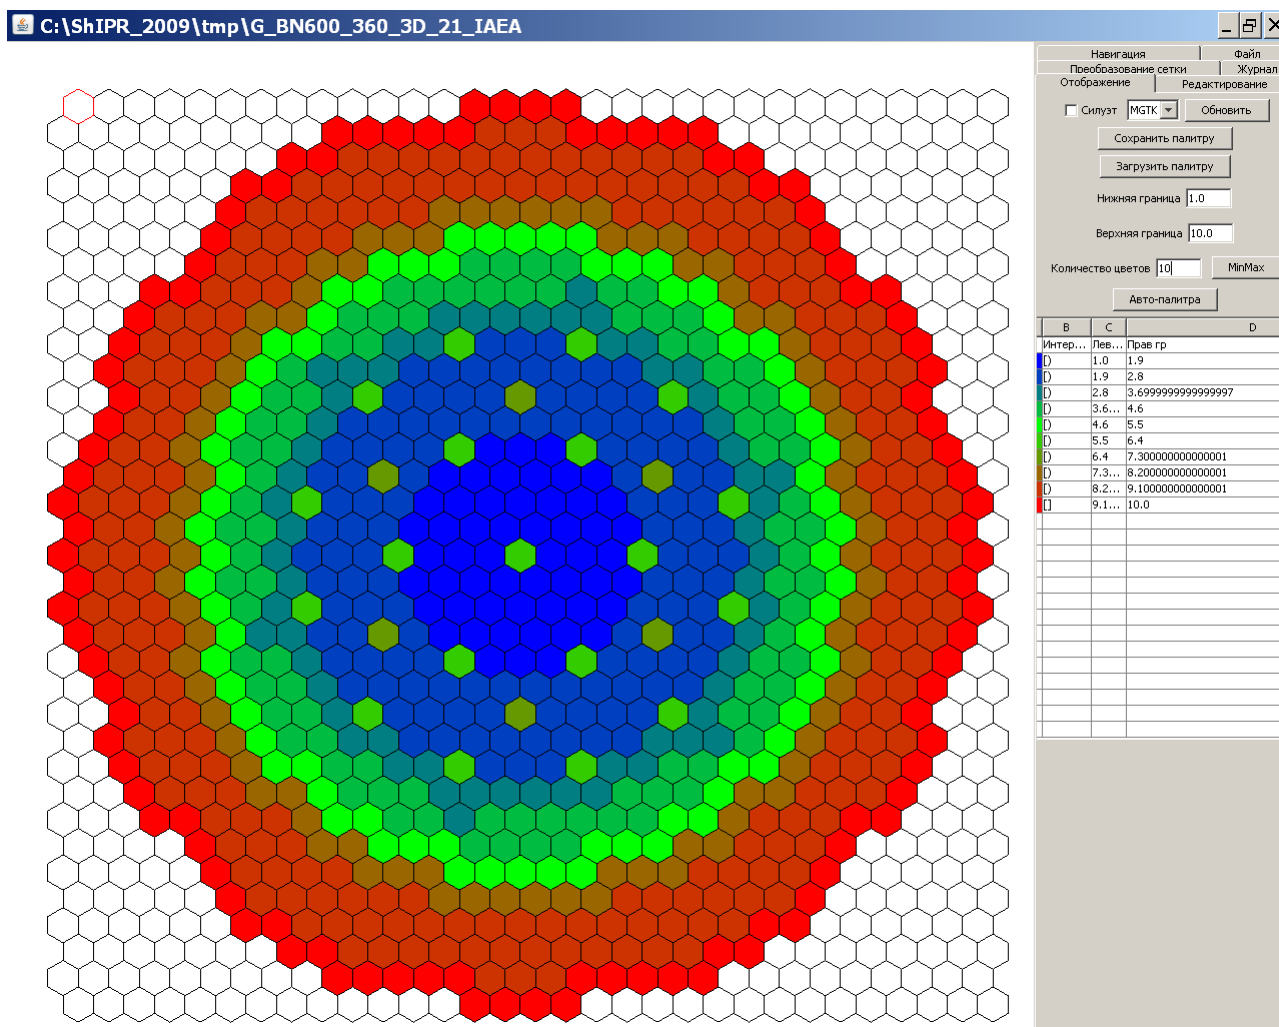 C:\ShIPR_2009\tmp\G_BN600_360_3D_21_IAEA
Навигация Файл
Преобразование сетки Журнал
Отображение Редактирование
Силуэт MGTK Обновить
Сохранить палитру
Загрузить палитру
Нижняя граница 1.0
Верхняя граница 10.0
Количество цветов 10 MinMax
Авто-палитра
B C D
Интер... Лев... Прав гр
[) 1.0 1.9
[) 1.9 2.8
[) 2.8 3.6999999999999997
[) 3.6... 4.6
[) 4.6 5.5
[) 5.5 6.4
[) 6.4 7.300000000000001
[) 7.3... 8.200000000000001
[) 8.2... 9.100000000000001
[] 9.1... 10.0